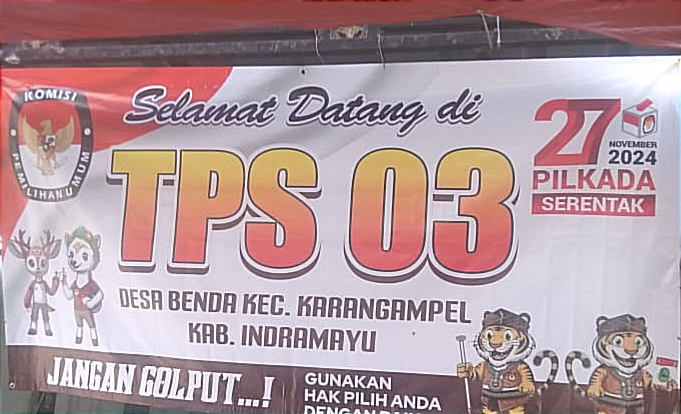 KOMISI
PEMILIHAN UMUM
Selamat Datang di
TPS 03
27
NOVEMBER
2024
PILKADA
SERENTAK
DESA BENDA KEC. KARANGAMPEL
KAB. INDRAMAYU
JANGAN GOLPUT...!
GUNAKAN
HAK PILIH ANDA
DENGAN